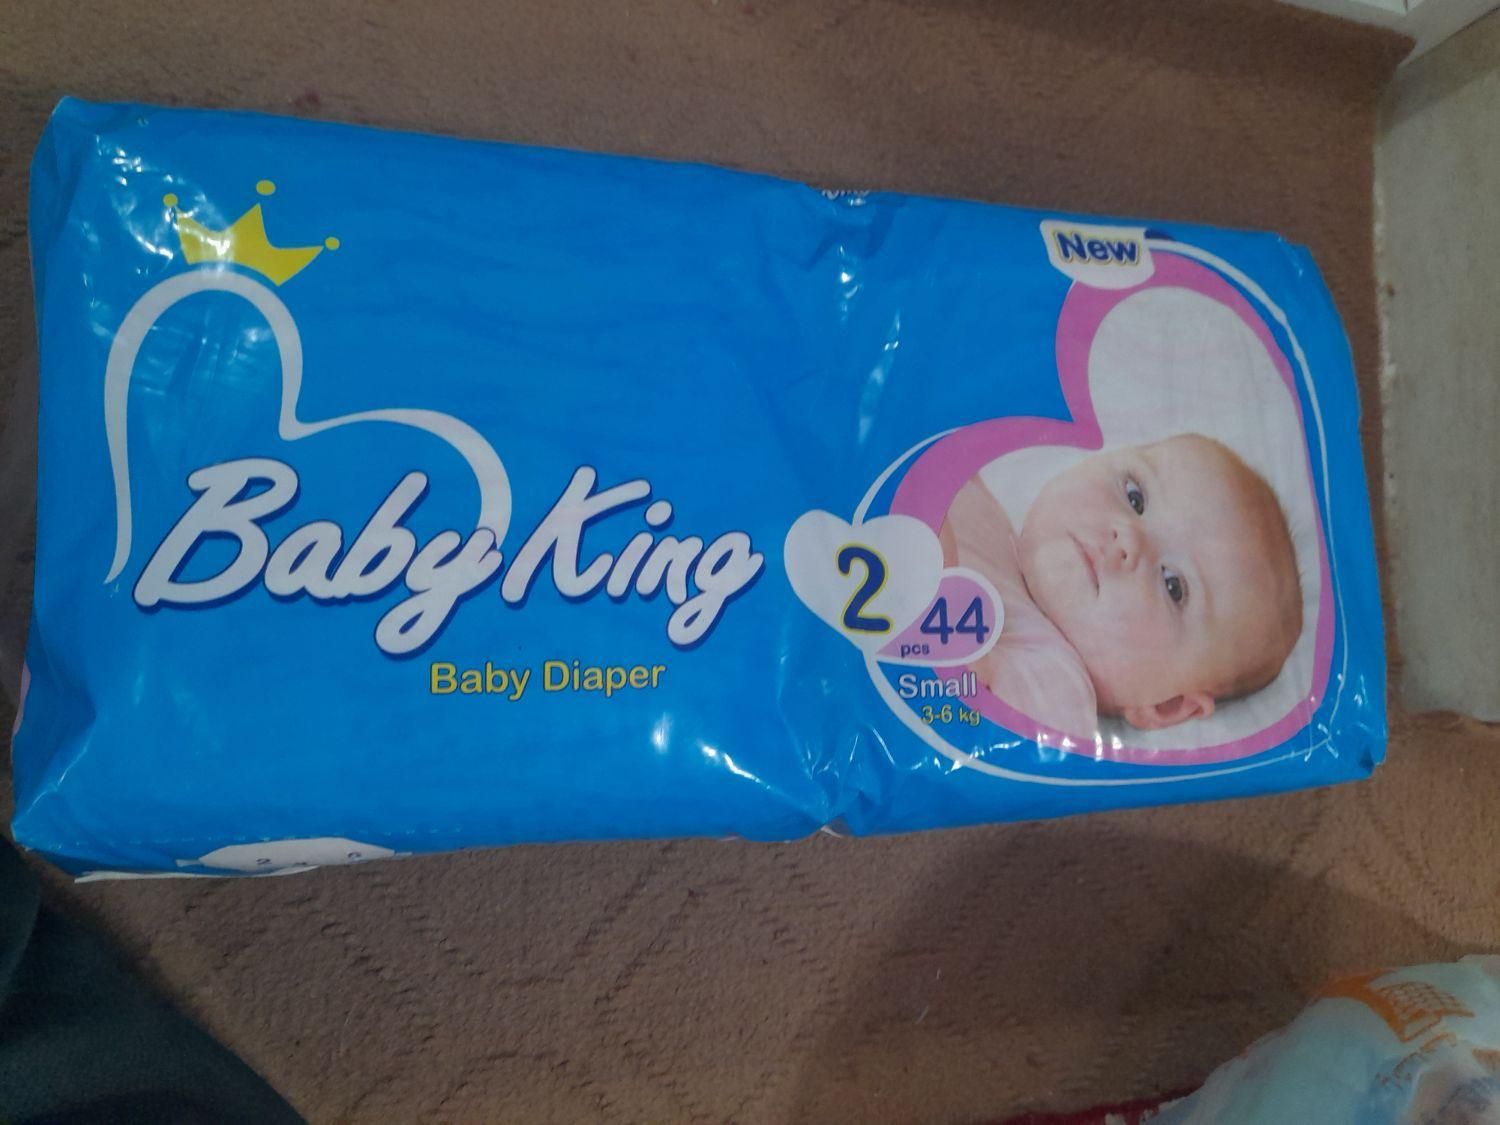 Baby King
Baby Diaper
New
2
44
pcs
Small
3-6 kg